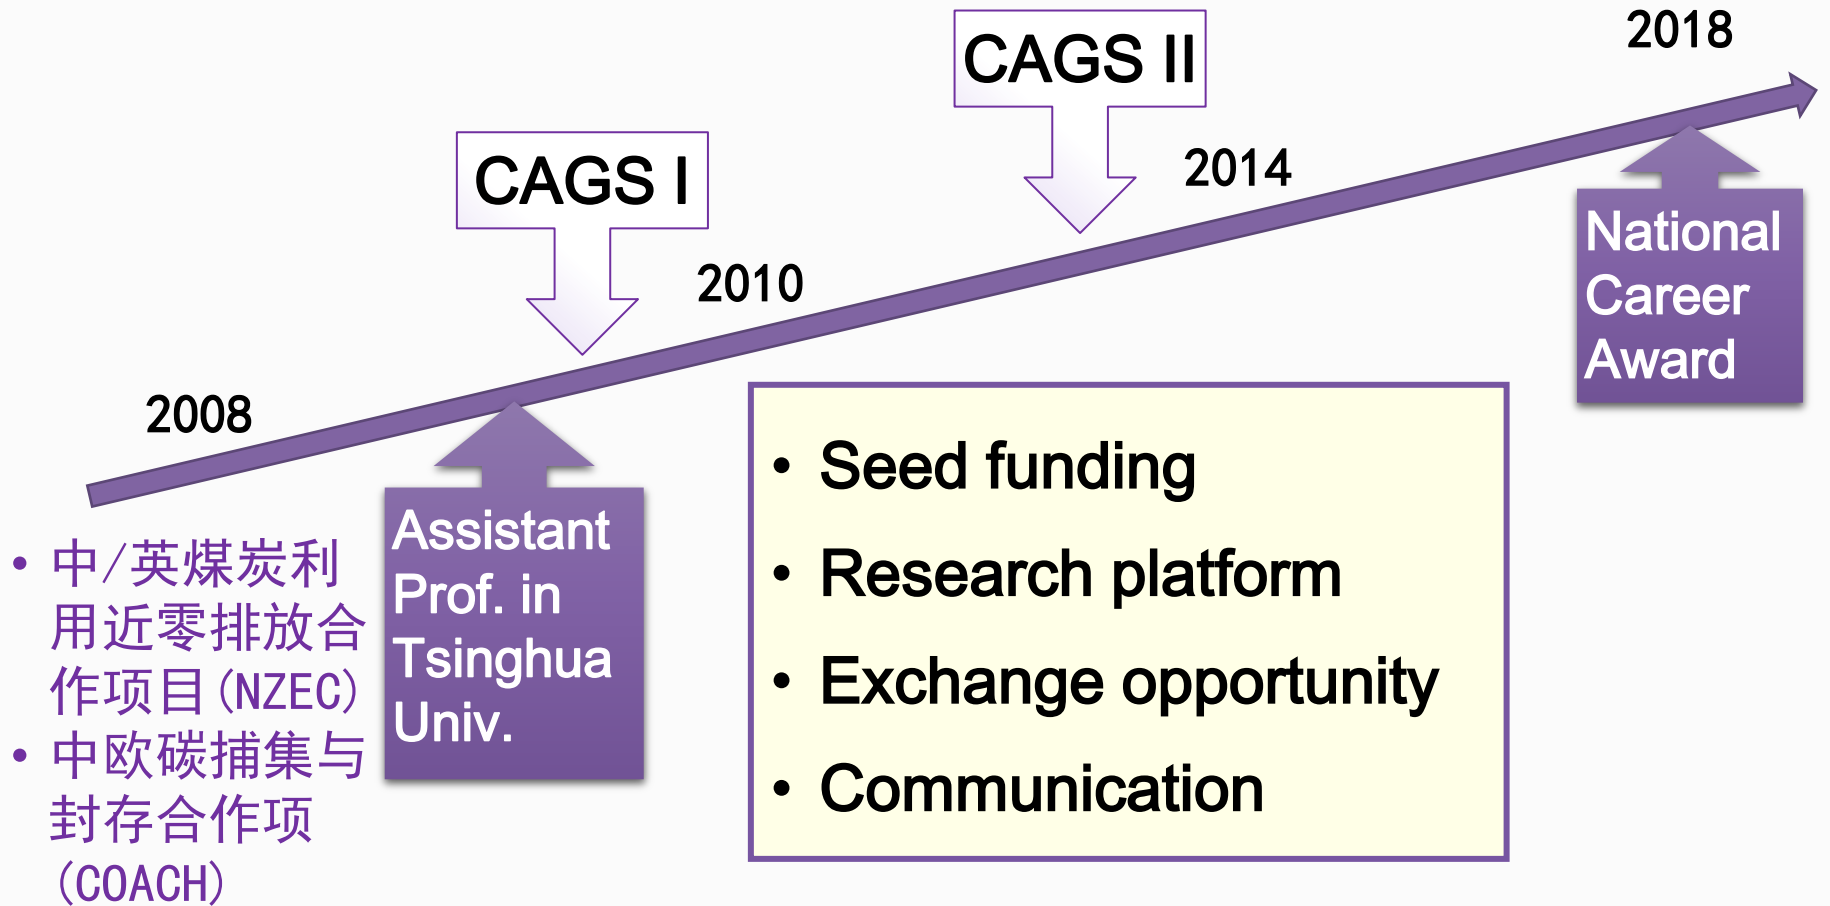 2018
CAGS II
2014
CAGS I
2010
2008
National
Career
Award
Assistant
Prof. in
Tsinghua
Univ.
• Seed funding
• Research platform
• Exchange opportunity
• Communication
• 中/英煤炭利
用近零排放合
作项目(NZEC)
• 中欧碳捕集与
封存合作项
(COACH)